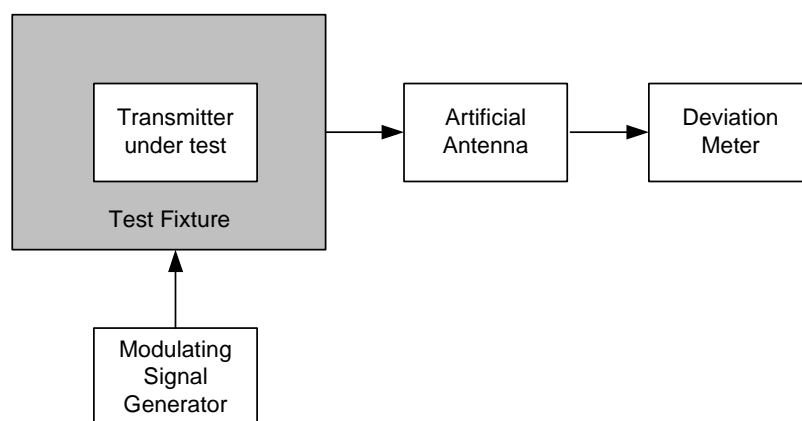 Transmitter
under test
Test Fixture
Artificial
Antenna
Deviation
Meter
Modulating
Signal
Generator